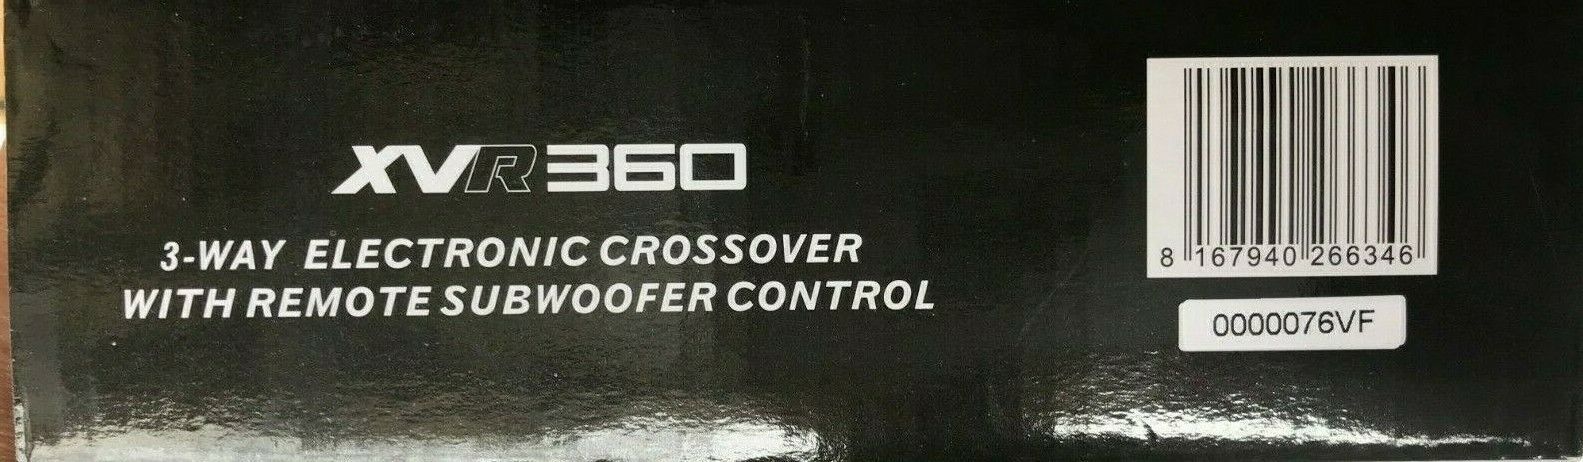 XVR360
3-WAY ELECTRONIC CROSSOVER
WITH REMOTE SUBWOOFER CONTROL
8 167940 266346
0000076VF